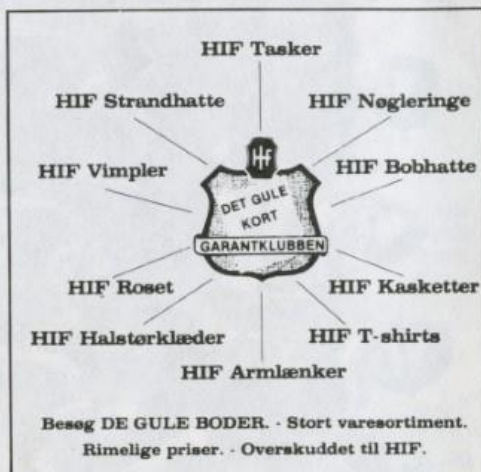 HIF Tasker
HIF Strandhatte
HIF Nøgleringe
HIF Vimpler
HIF Bobhatte
HIF
DET GULE
KORT
GARANTKLUBBEN
HIF Roset
HIF Kasketter
HIF Halstørklæder
HIF T-shirts
HIF Armlænker
Besøg DE GULE BODER. - Stort varesortiment.
Rimelige priser. - Overskuddet til HIF.